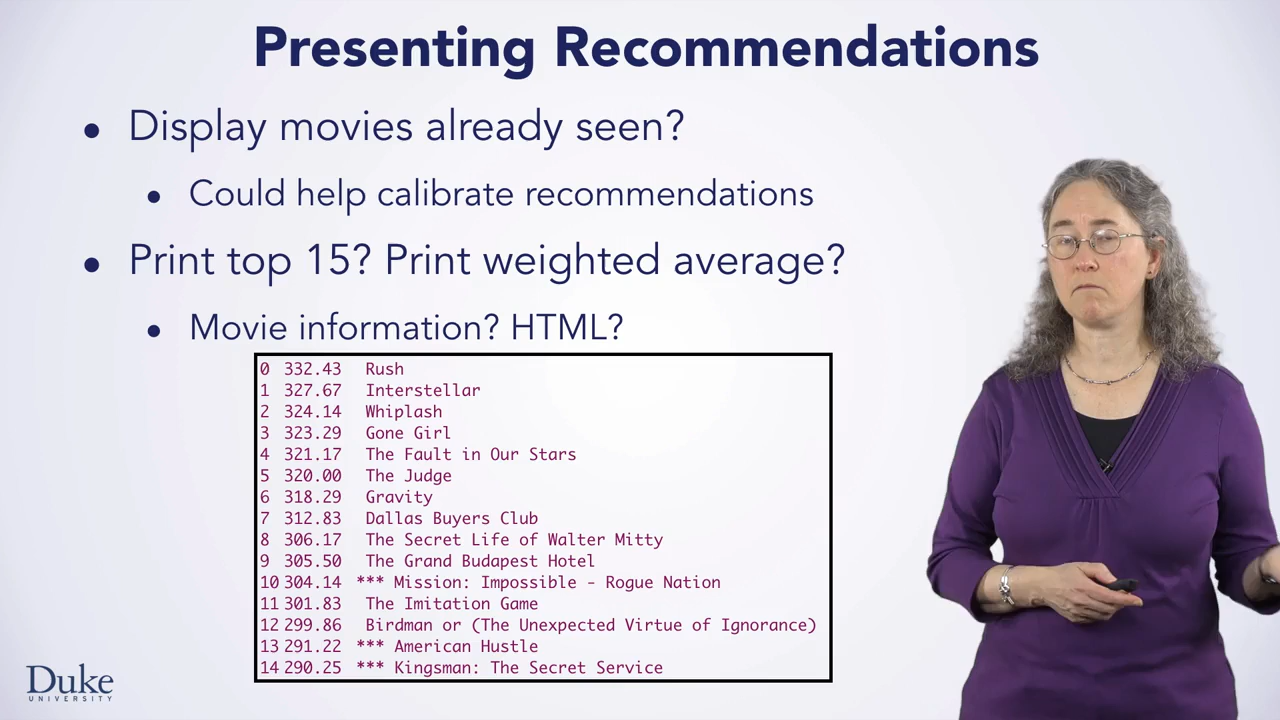 Presenting Recommendations
• Display movies already seen?
• Could help calibrate recommendations
• Print top 15? Print weighted average?
• Movie information? HTML?
0 332.43 Rush
1 327.67 Interstellar
2 324.14 Whiplash
3 323.29 Gone Girl
4 321.17 The Fault in Our Stars
5 320.00 The Judge
6 318.29 Gravity
7 312.83 Dallas Buyers Club
8 306.17 The Secret Life of Walter Mitty
9 305.50 The Grand Budapest Hotel
10 304.14 *** Mission: Impossible - Rogue Nation
11 301.83 The Imitation Game
12 299.86 Birdman or (The Unexpected Virtue of Ignorance)
13 291.22 *** American Hustle
14 290.25 *** Kingsman: The Secret Service
Duke
UNIVERSITY